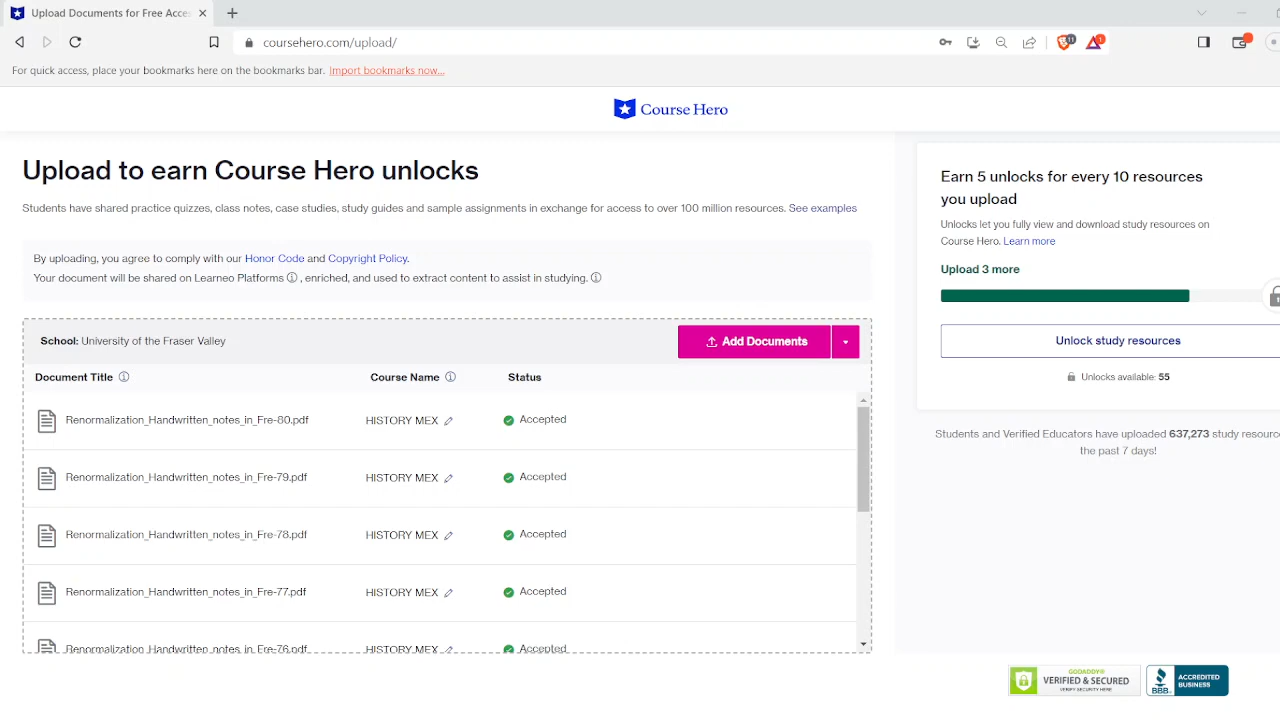 Upload Documents for Free Acce
coursehero.com/upload/
11
1
For quick access, place your bookmarks here on the bookmarks bar. Import bookmarks now...
Course Hero
Upload to earn Course Hero unlocks
Students have shared practice quizzes, class notes, case studies, study guides and sample assignments in exchange for access to over 100 million resources. See examples
By uploading, you agree to comply with our Honor Code and Copyright Policy.
Your document will be shared on Learneo Platforms , enriched, and used to extract content to assist in studying.
School: University of the Fraser Valley
Add Documents
Document Title Course Name Status
Renormalization_Handwritten_notes_in_Fre-80.pdf HISTORY MEX Accepted
Renormalization_Handwritten_notes_in_Fre-79.pdf HISTORY MEX Accepted
Renormalization_Handwritten_notes_in_Fre-78.pdf HISTORY MEX Accepted
Renormalization_Handwritten_notes_in_Fre-77.pdf HISTORY MEX Accepted
Renormalization_Handwritten_notes_in_Fre-76.pdf HISTORY MEX Accepted
Earn 5 unlocks for every 10 resources
you upload
Unlocks let you fully view and download study resources on
Course Hero. Learn more
Upload 3 more
Unlock study resources
Unlocks available: 55
Students and Verified Educators have uploaded 637,273 study resourc
the past 7 days!
GODADDY®
VERIFIED & SECURED
VERIFY SECURITY HERE
BBB.
ACCREDITED
BUSINESS